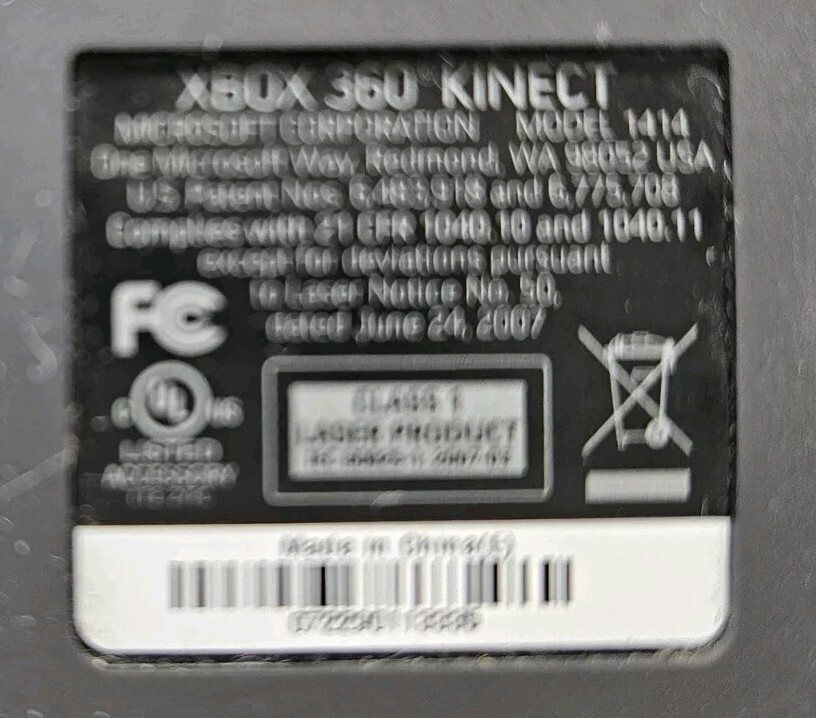 XBOX 360 KINECT
MICROSOFT CORPORATION MODEL 1414
One Microsoft Way, Redmond, WA 98052 USA
U.S. Patent Nos. 6,483,918 and 6,775,708
Complies with 21 CFR 1040.10 and 1040.11
except for deviations pursuant
to Laser Notice No. 50,
dated June 24, 2007
FC
UL
LISTED
ACCESSORY
CLASS 1
LASER PRODUCT
Made in China(E)